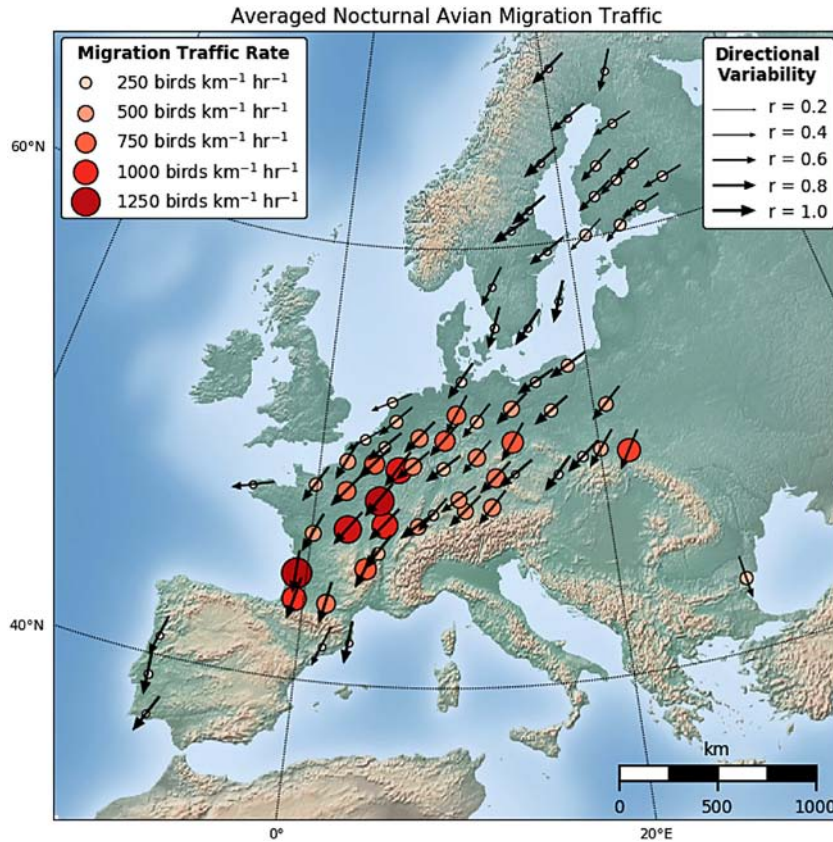 Averaged Nocturnal Avian Migration Traffic
Migration Traffic Rate
250 birds km⁻¹ hr⁻¹
500 birds km⁻¹ hr⁻¹
750 birds km⁻¹ hr⁻¹
1000 birds km⁻¹ hr⁻¹
1250 birds km⁻¹ hr⁻¹
Directional
Variability
r = 0.2
r = 0.4
r = 0.6
r = 0.8
r = 1.0
60°N
40°N
km
0 500 1000
0° 20°E